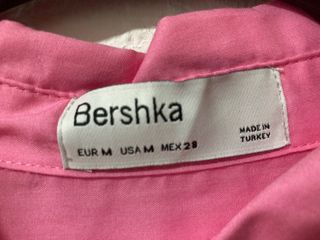 Bershka
EUR M USA M MEX 28
MADE IN
TURKEY